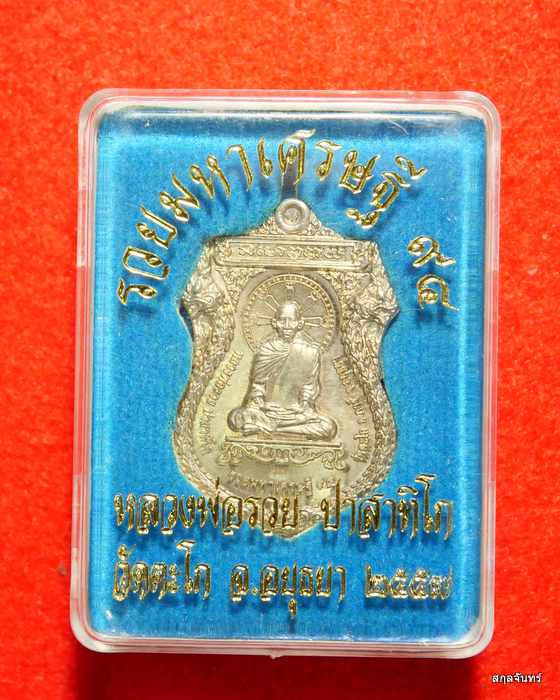 รวยมหาเศรษฐี ๙๙
หลวงพ่อรวย ปาสาทิโก
วัดตะโก อ.อยุธยา ๒๕๕๗
สกุลจันทร์